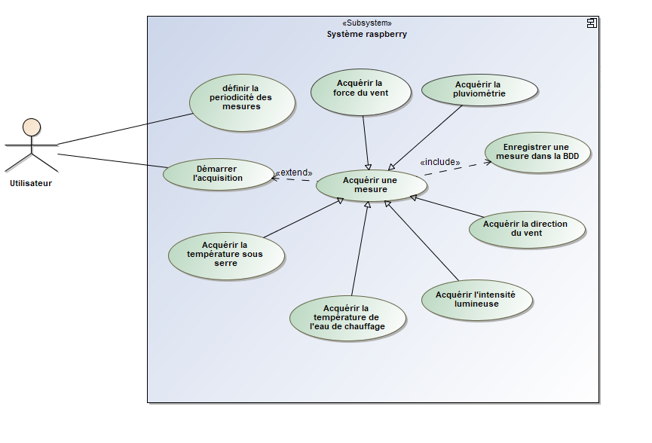 «Subsystem»
Système raspberry
définir la
periodicité des
mesures
Acquérir la
force du vent
Acquérir la
pluviomètrie
Enregistrer une
mesure dans la BDD
«include»
Utilisateur
Démarrer
l'acquisition
«extend»
Acquérir une
mesure
Acquérir la direction
du vent
Acquérir la
température sous
serre
Acquérir la
température de
l'eau de chauffage
Acquérir l'intensité
lumineuse